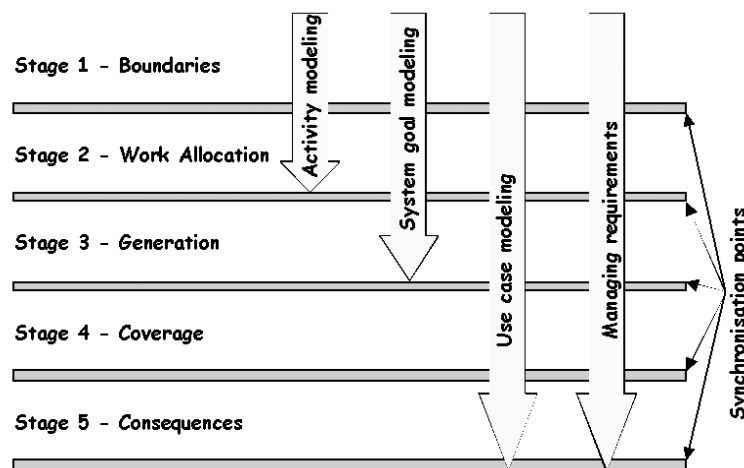 Stage 1 - Boundaries
Stage 2 - Work Allocation
Stage 3 - Generation
Stage 4 - Coverage
Stage 5 - Consequences
Activity modeling
System goal modeling
Use case modeling
Managing requirements
Synchronisation points